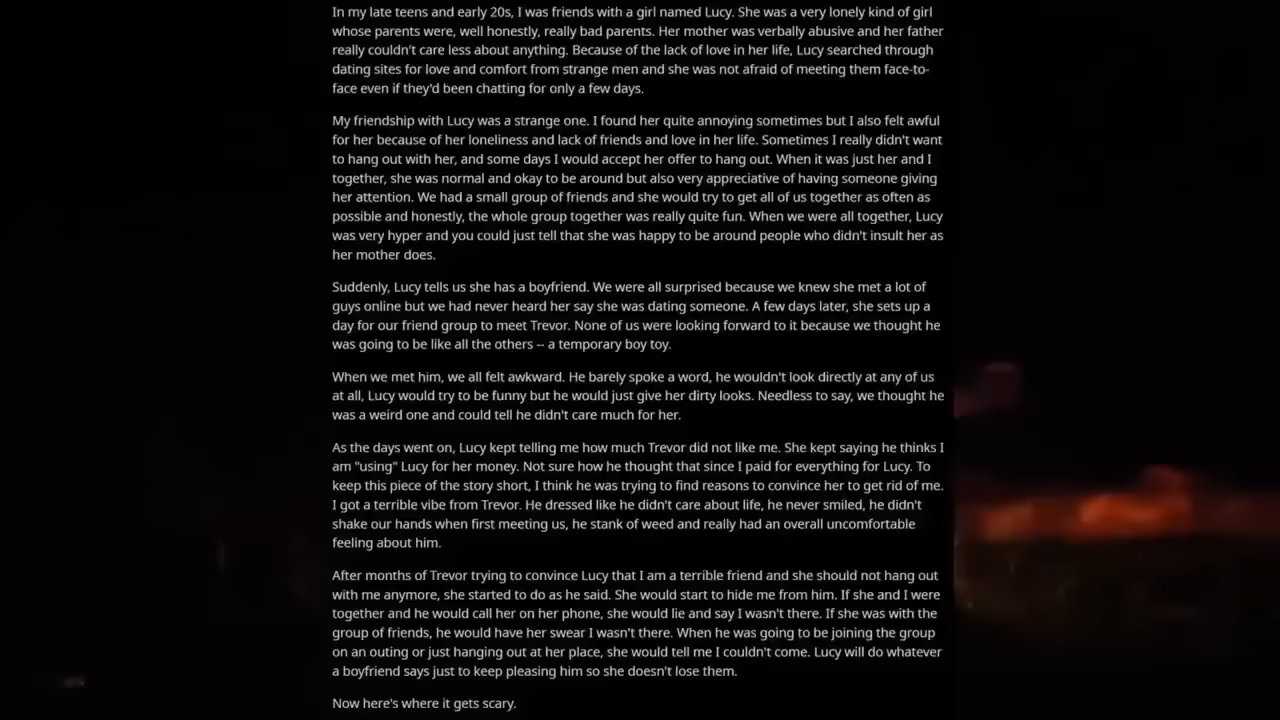 In my late teens and early 20s, I was friends with a girl named Lucy. She was a very lonely kind of girl
whose parents were, well honestly, really bad parents. Her mother was verbally abusive and her father
really couldn't care less about anything. Because of the lack of love in her life, Lucy searched through
dating sites for love and comfort from strange men and she was not afraid of meeting them face-to-
face even if they'd been chatting for only a few days.
My friendship with Lucy was a strange one. I found her quite annoying sometimes but I also felt awful
for her because of her loneliness and lack of friends and love in her life. Sometimes I really didn't want
to hang out with her, and some days I would accept her offer to hang out. When it was just her and I
together, she was normal and okay to be around but also very appreciative of having someone giving
her attention. We had a small group of friends and she would try to get all of us together as often as
possible and honestly, the whole group together was really quite fun. When we were all together, Lucy
was very hyper and you could just tell that she was happy to be around people who didn't insult her as
her mother does.
Suddenly, Lucy tells us she has a boyfriend. We were all surprised because we knew she met a lot of
guys online but we had never heard her say she was dating someone. A few days later, she sets up a
day for our friend group to meet Trevor. None of us were looking forward to it because we thought he
was going to be like all the others -- a temporary boy toy.
When we met him, we all felt awkward. He barely spoke a word, he wouldn't look directly at any of us
at all, Lucy would try to be funny but he would just give her dirty looks. Needless to say, we thought he
was a weird one and could tell he didn't care much for her.
As the days went on, Lucy kept telling me how much Trevor did not like me. She kept saying he thinks I
am "using" Lucy for her money. Not sure how he thought that since I paid for everything for Lucy. To
keep this piece of the story short, I think he was trying to find reasons to convince her to get rid of me.
I got a terrible vibe from Trevor. He dressed like he didn't care about life, he never smiled, he didn't
shake our hands when first meeting us, he stank of weed and really had an overall uncomfortable
feeling about him.
After months of Trevor trying to convince Lucy that I am a terrible friend and she should not hang out
with me anymore, she started to do as he said. She would start to hide me from him. If she and I were
together and he would call her on her phone, she would lie and say I wasn't there. If she was with the
group of friends, he would have her swear I wasn't there. When he was going to be joining the group
on an outing or just hanging out at her place, she would tell me I couldn't come. Lucy will do whatever
a boyfriend says just to keep pleasing him so she doesn't lose them.
Now here's where it gets scary.